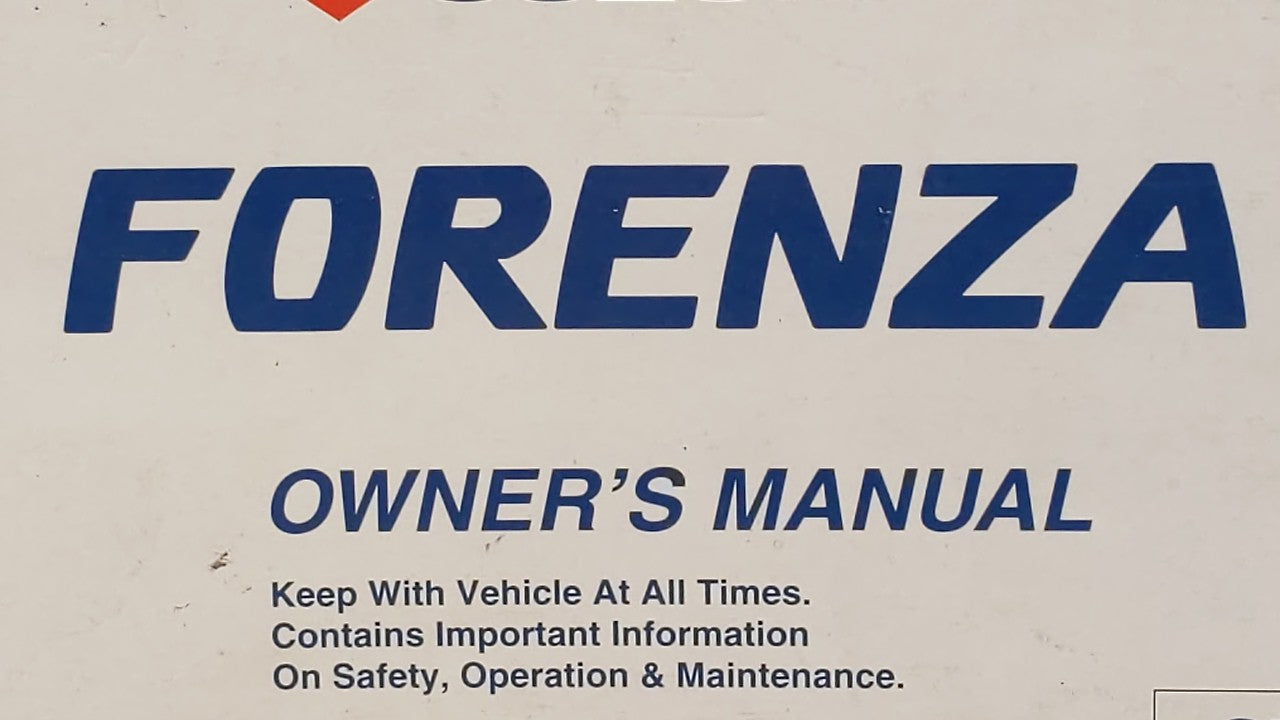 FORENZA
OWNER'S MANUAL
Keep With Vehicle At All Times.
Contains Important Information
On Safety, Operation & Maintenance.